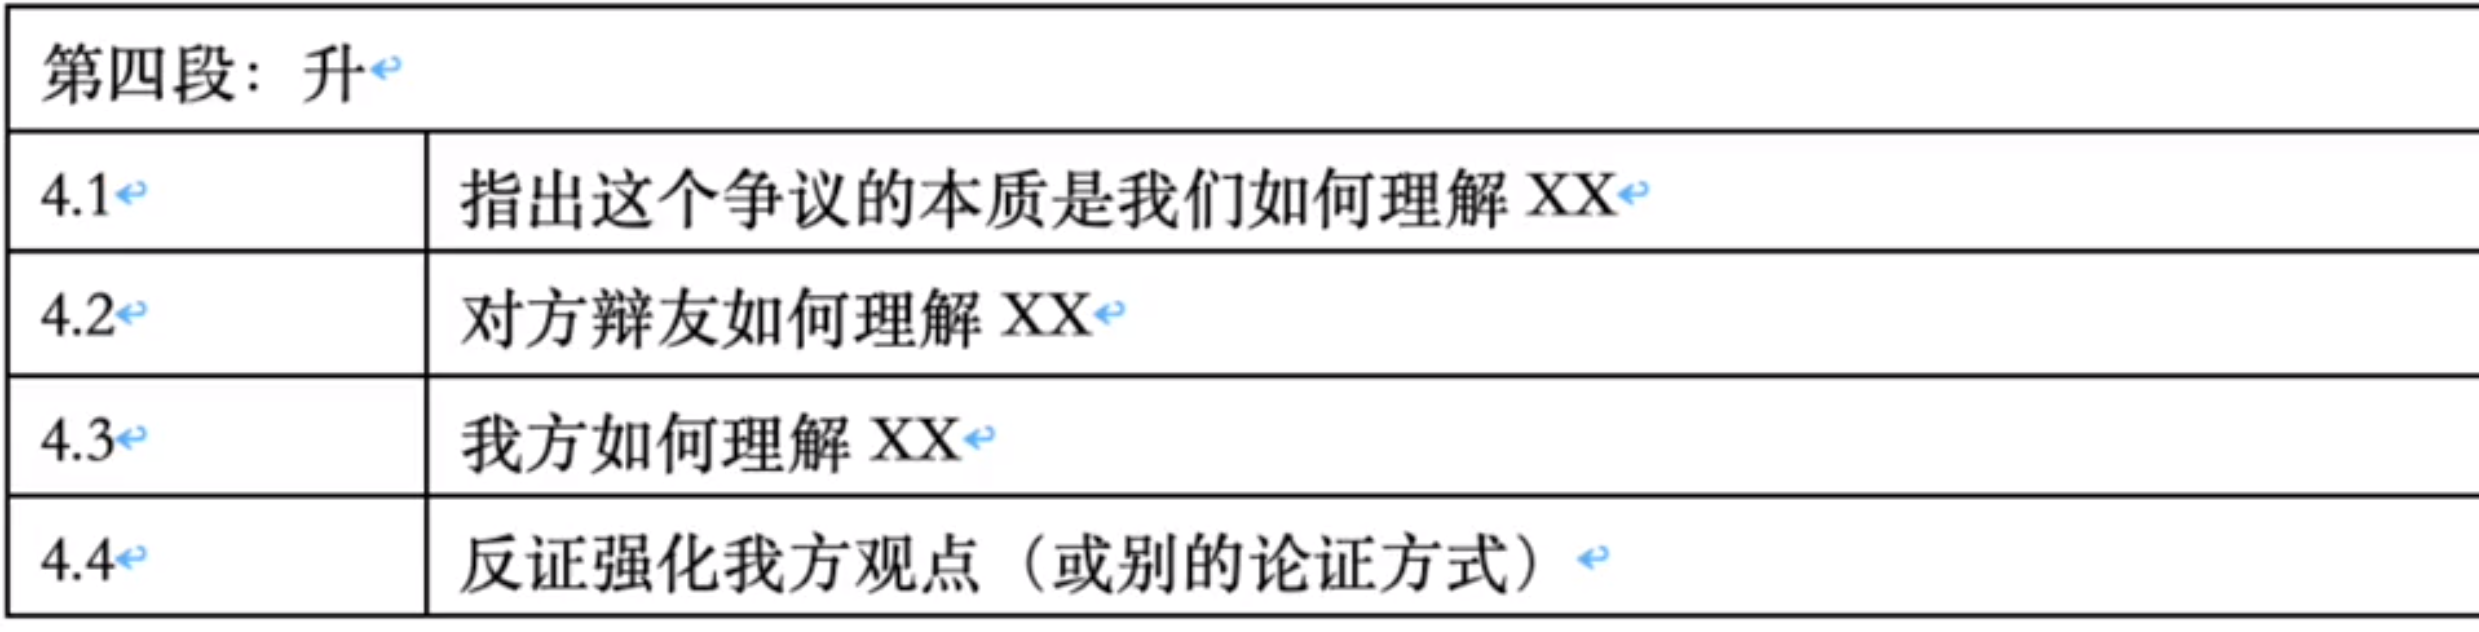 第四段：升
4.1 指出这个争议的本质是我们如何理解 XX
4.2 对方辩友如何理解 XX
4.3 我方如何理解 XX
4.4 反证强化我方观点（或别的论证方式）